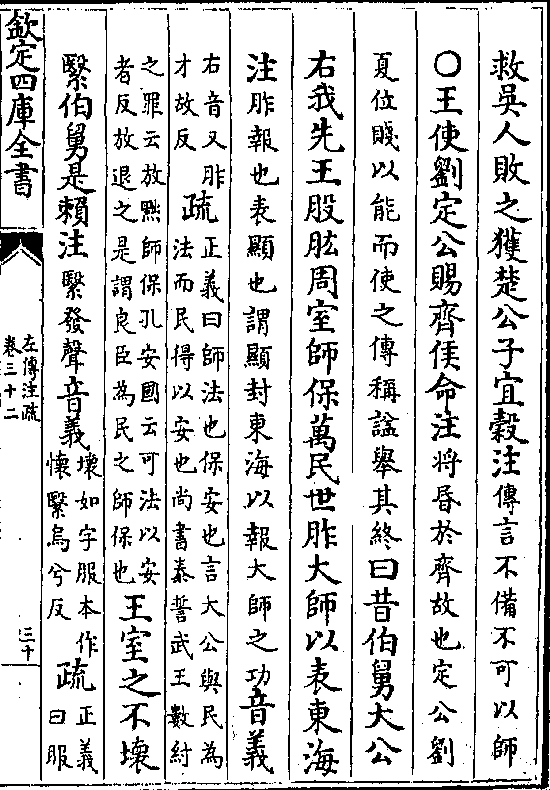 救吳人敗之獲楚公子宜穀注傳言不備不可以師
○王使劉定公賜齊侯命注將昏於齊故也定公劉
夏位賤以能而使之傳稱諡舉其終曰昔伯舅大公
右我先王股肱周室師保萬民世胙大師以表東海
注胙報也表顯也謂顯封東海以報大師之功音義
右音又胙
才故反
疏
正義曰師法也保安也言大公與民為
法而民得以安也尚書泰誓武王數紂
之罪云放黜師保孔安國云可法以安
者反放退之是謂良臣為民之師保也
王室之不壞
繄伯舅是賴注繄發聲音義
壞如字服本作
懷繄烏兮反
疏
正義
曰服
欽定四庫全書
左傳注疏
卷三十二
三十